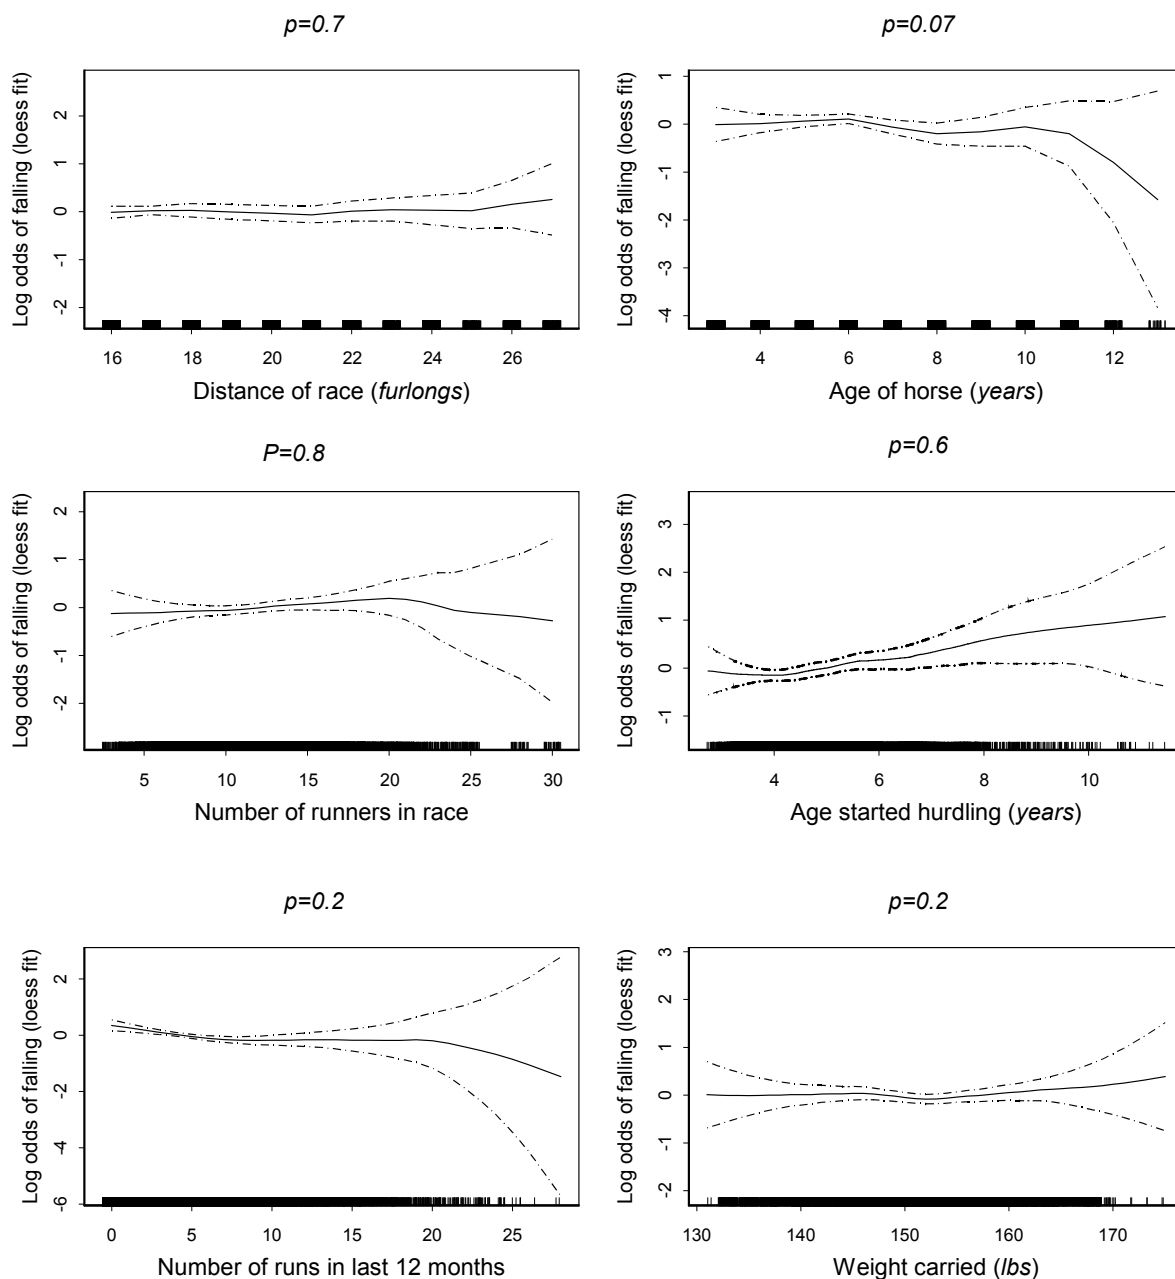 p=0.7
Log odds of falling (loess fit)
2
1
0
-1
-2
16 18 20 22 24 26
Distance of race (furlongs)
p=0.07
Log odds of falling (loess fit)
1
0
-1
-2
-3
-4
4 6 8 10 12
Age of horse (years)
P=0.8
Log odds of falling (loess fit)
2
1
0
-1
-2
5 10 15 20 25 30
Number of runners in race
p=0.6
Log odds of falling (loess fit)
3
2
1
0
-1
4 6 8 10
Age started hurdling (years)
p=0.2
Log odds of falling (loess fit)
2
0
-2
-4
-6
0 5 10 15 20 25
Number of runs in last 12 months
p=0.2
Log odds of falling (loess fit)
3
2
1
0
-1
-2
130 140 150 160 170
Weight carried (lbs)